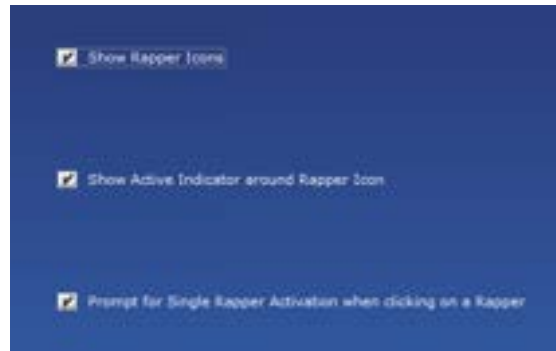 Show Rapper Icons
Show Active Indicator around Rapper Icon
Prompt for Single Rapper Activation when clicking on a Rapper